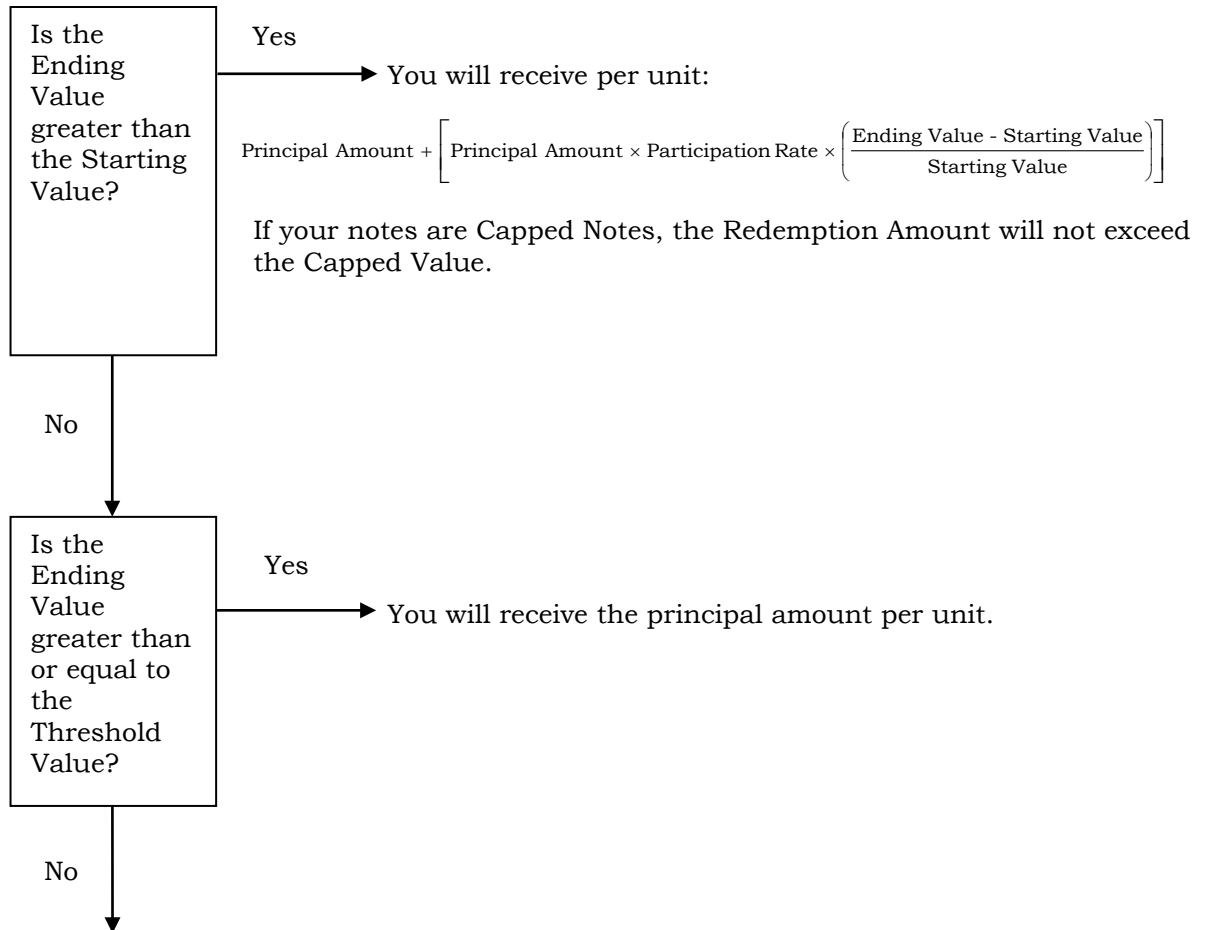 Is the
Ending
Value
greater than
the Starting
Value?
Yes
You will receive per unit:
Principal Amount + [ Principal Amount × Participation Rate × ( Ending Value - Starting Value
Starting Value ) ]
If your notes are Capped Notes, the Redemption Amount will not exceed
the Capped Value.
No
Is the
Ending
Value
greater than
or equal to
the
Threshold
Value?
Yes
You will receive the principal amount per unit.
No